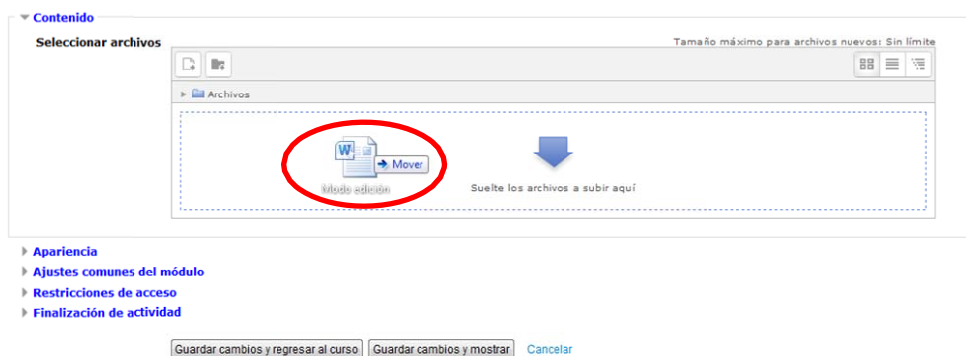 Contenido
Seleccionar archivos
Tamaño máximo para archivos nuevos: Sin límite
Archivos
W
Mover
Modo edición
Suelte los archivos a subir aquí
Apariencia
Ajustes comunes del módulo
Restricciones de acceso
Finalización de actividad
Guardar cambios y regresar al curso Guardar cambios y mostrar Cancelar